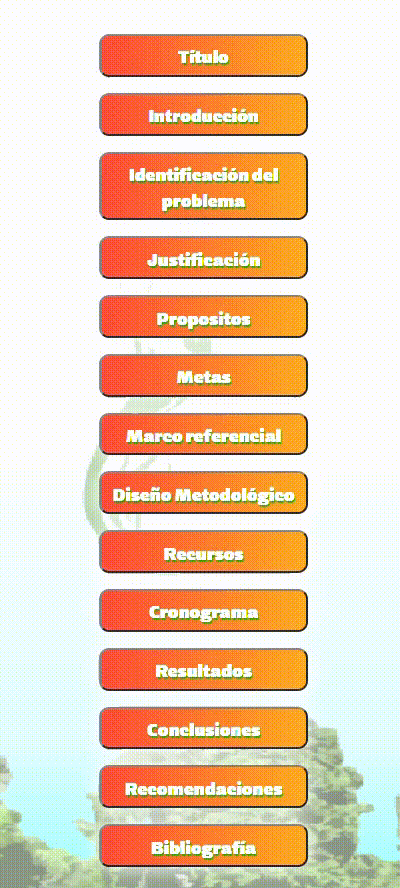 Título
Introducción
Identificación del
problema
Justificación
Propositos
Metas
Marco referencial
Diseño Metodológico
Recursos
Cronograma
Resultados
Conclusiones
Recomendaciones
Bibliografía